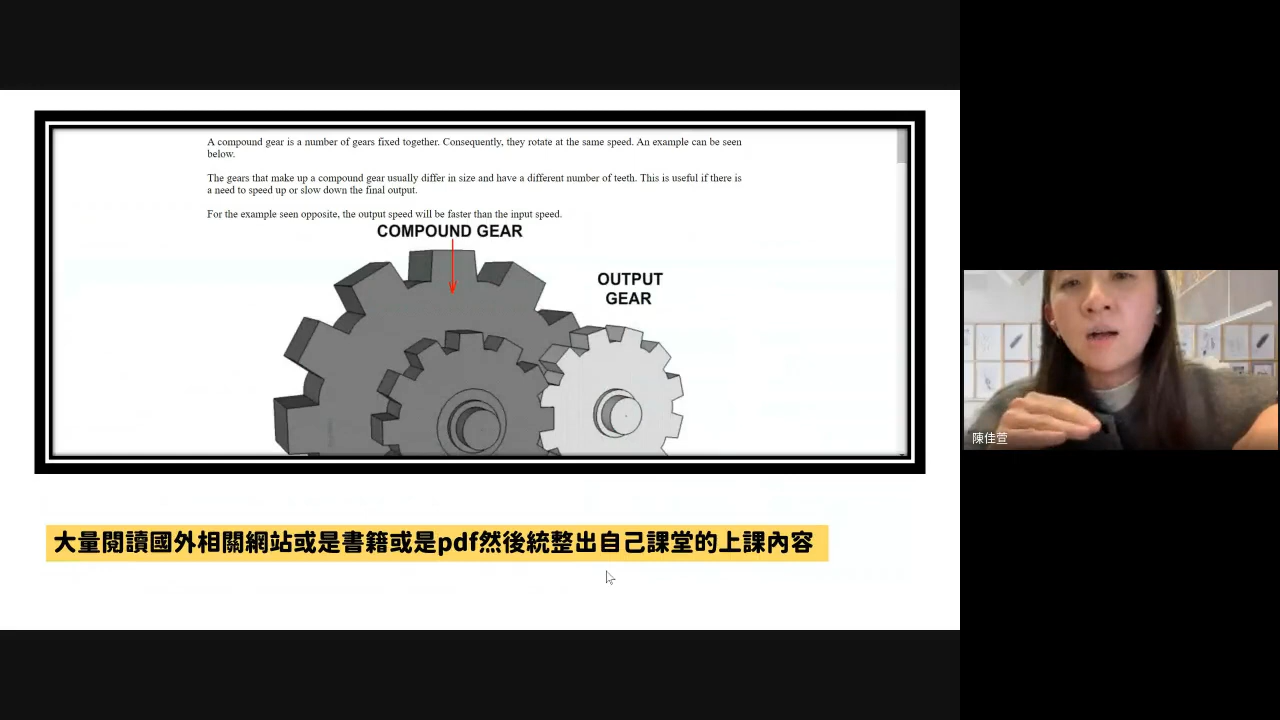 A compound gear is a number of gears fixed together. Consequently, they rotate at the same speed. An example can be seen
below.
The gears that make up a compound gear usually differ in size and have a different number of teeth. This is useful if there is
a need to speed up or slow down the final output.
For the example seen opposite, the output speed will be faster than the input speed.
COMPOUND GEAR
OUTPUT
GEAR
大量閱讀國外相關網站或是書籍或是pdf然後統整出自己課堂的上課內容
陳佳萱